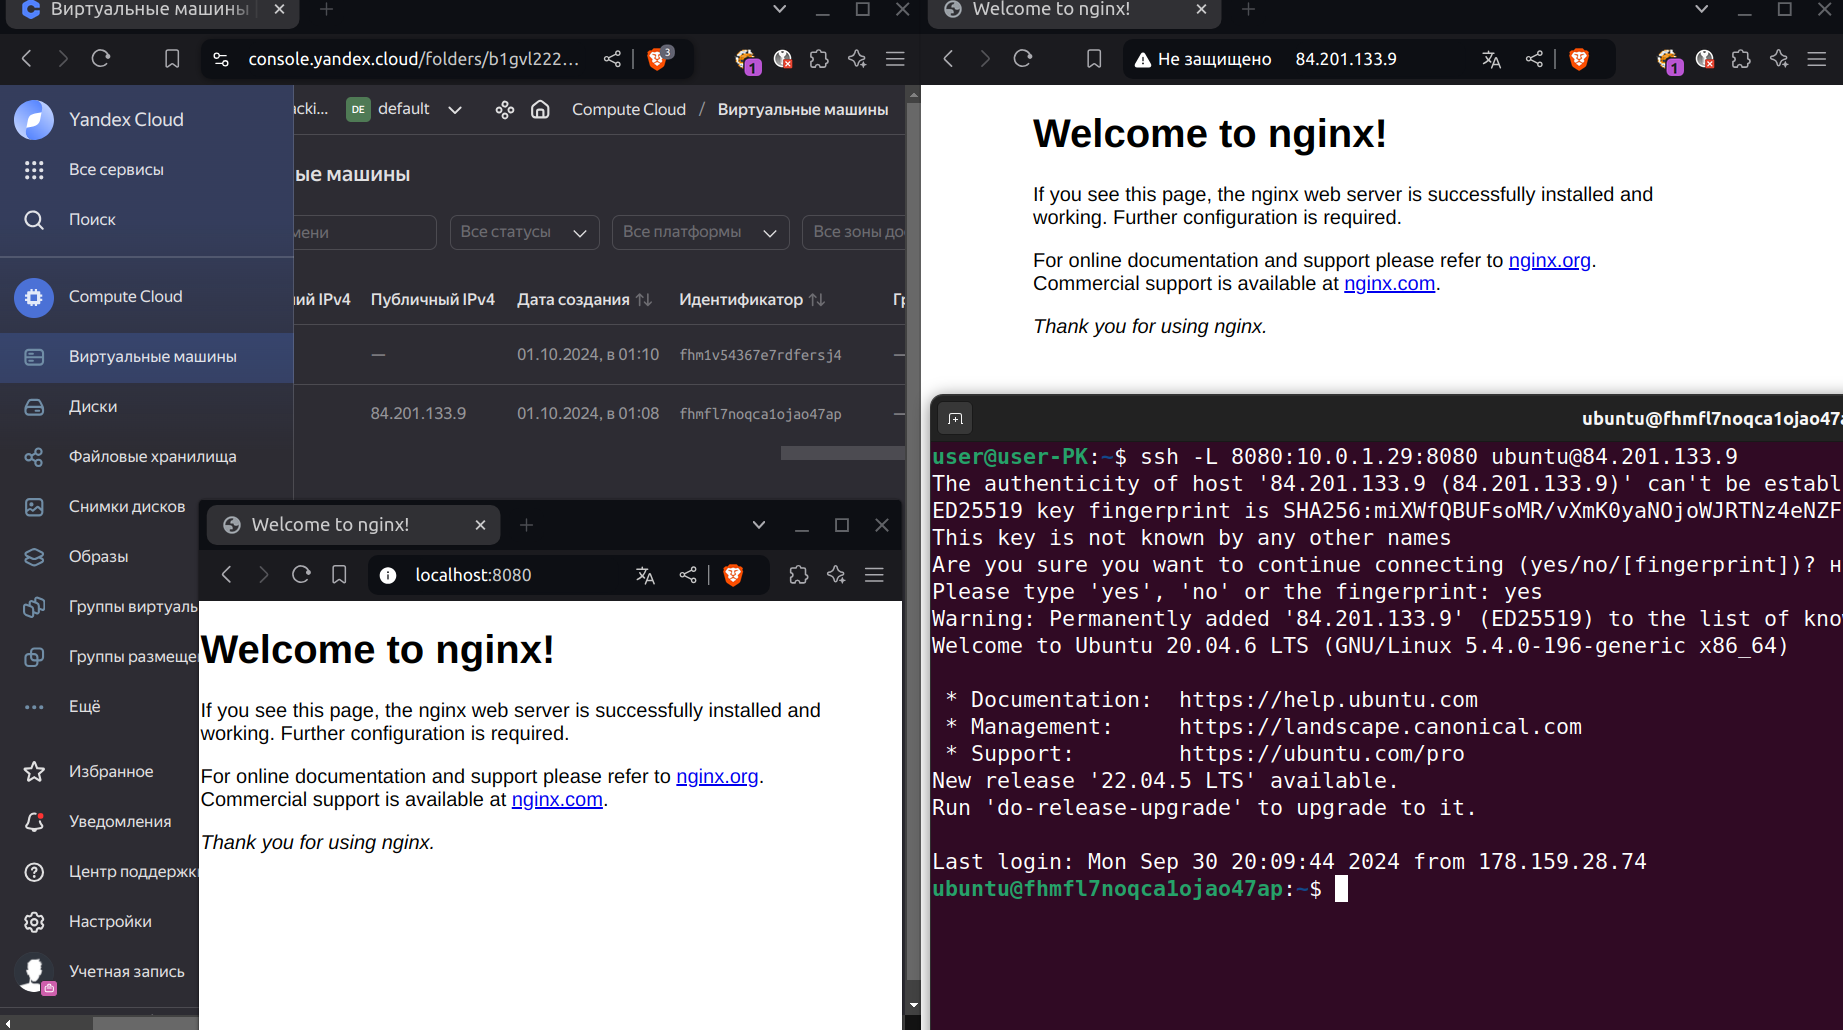 Виртуальные машины
console.yandex.cloud/folders/b1gvl222...
3
1
Yandex Cloud
Все сервисы
Поиск
Compute Cloud
Виртуальные машины
Диски
Файловые хранилища
Снимки дисков
Образы
Группы виртуаль
Группы размеще
Ещё
Избранное
Уведомления
Центр поддержки
Настройки
Учетная запись
cki...
DE
default
Compute Cloud / Виртуальные машины
ые машины
мени
Все статусы
Все платформы
Все зоны до
ий IPv4
Публичный IPv4
Дата создания
Идентификатор
Гр
—
01.10.2024, в 01:10
fhm1v54367e7rdfersj4
—
84.201.133.9
01.10.2024, в 01:08
fhmfl7noqca1ojao47ap
—
Welcome to nginx!
localhost:8080
Welcome to nginx!
If you see this page, the nginx web server is successfully installed and
working. Further configuration is required.
For online documentation and support please refer to nginx.org.
Commercial support is available at nginx.com.
Thank you for using nginx.
Welcome to nginx!
Не защищено
84.201.133.9
1
Welcome to nginx!
If you see this page, the nginx web server is successfully installed and
working. Further configuration is required.
For online documentation and support please refer to nginx.org.
Commercial support is available at nginx.com.
Thank you for using nginx.
ubuntu@fhmfl7noqca1ojao47a
user@user-PK:~$ ssh -L 8080:10.0.1.29:8080 ubuntu@84.201.133.9
The authenticity of host '84.201.133.9 (84.201.133.9)' can't be establ
ED25519 key fingerprint is SHA256:miXWfQBUFsoMR/vXmK0yaNOjoWJRTNz4eNZF
This key is not known by any other names
Are you sure you want to continue connecting (yes/no/[fingerprint])? н
Please type 'yes', 'no' or the fingerprint: yes
Warning: Permanently added '84.201.133.9' (ED25519) to the list of kno
Welcome to Ubuntu 20.04.6 LTS (GNU/Linux 5.4.0-196-generic x86_64)
* Documentation:  https://help.ubuntu.com
* Management:     https://landscape.canonical.com
* Support:        https://ubuntu.com/pro
New release '22.04.5 LTS' available.
Run 'do-release-upgrade' to upgrade to it.
Last login: Mon Sep 30 20:09:44 2024 from 178.159.28.74
ubuntu@fhmfl7noqca1ojao47ap:~$